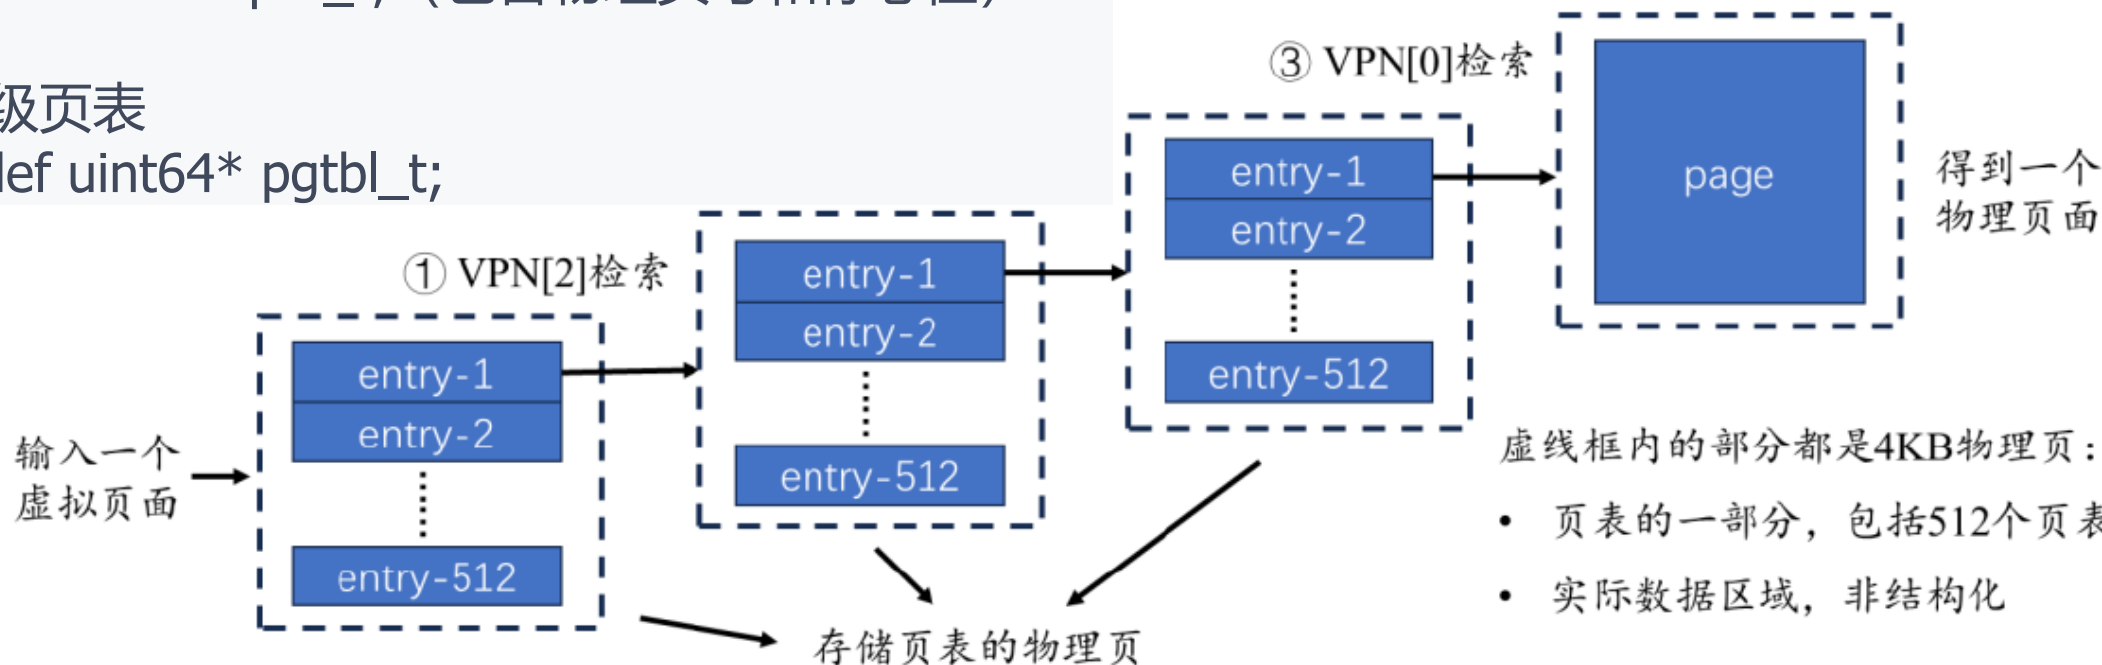 级页表
def uint64* pgtbl_t;
③ VPN[0]检索
entry-1
entry-2
entry-512
page
得到一个
物理页面
① VPN[2]检索
entry-1
entry-2
entry-512
entry-1
entry-2
entry-512
输入一个
虚拟页面
存储页表的物理页
虚线框内的部分都是4KB物理页：
• 页表的一部分，包括512个页表
• 实际数据区域，非结构化